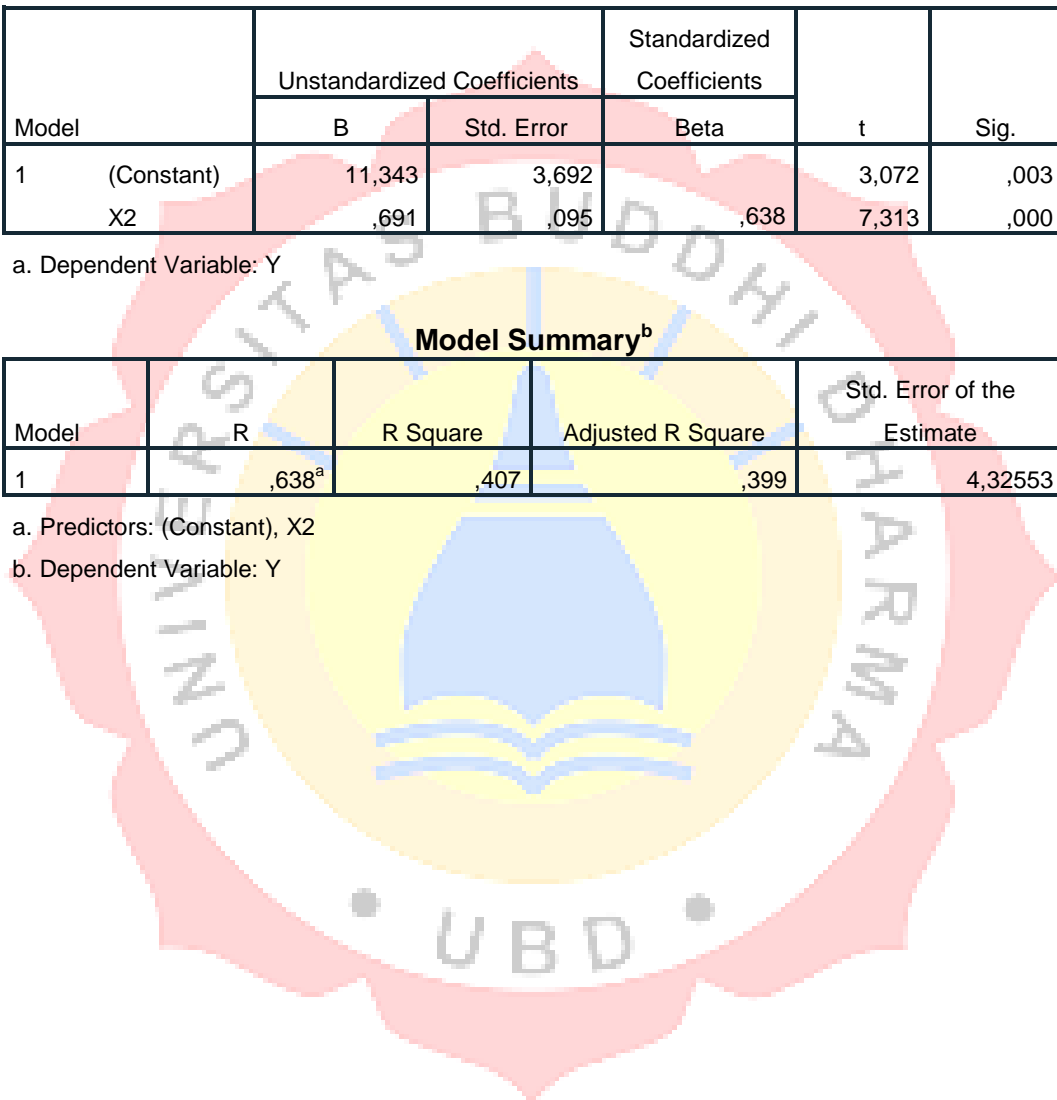 Model Unstandardized Coefficients Standardized Coefficients t Sig.
B Std. Error Beta
1 (Constant) 11,343 3,692 3,072 ,003
X2 ,691 ,095 ,638 7,313 ,000
a. Dependent Variable: Y
Model Summaryb
Model R R Square Adjusted R Square Std. Error of the Estimate
1 ,638a ,407 ,399 4,32553
a. Predictors: (Constant), X2
b. Dependent Variable: Y
UNIVERSITAS BUDDHI DHARMA
• UBD •